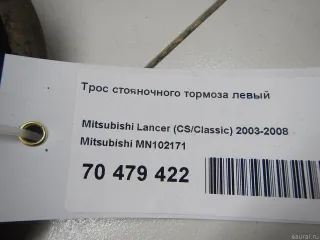 Трос стояночного тормоза левый
Mitsubishi Lancer (CS/Classic) 2003-2008
Mitsubishi MN102171
70 479 422